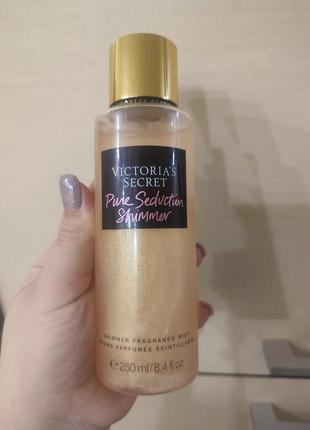 VICTORIA'S
SECRET
Pure Seduction
Shimmer
SHIMMER FRAGRANCE MIST
BRUME PARFUMÉE SCINTILLANTE
℮ 250 ml/8.4 fl oz